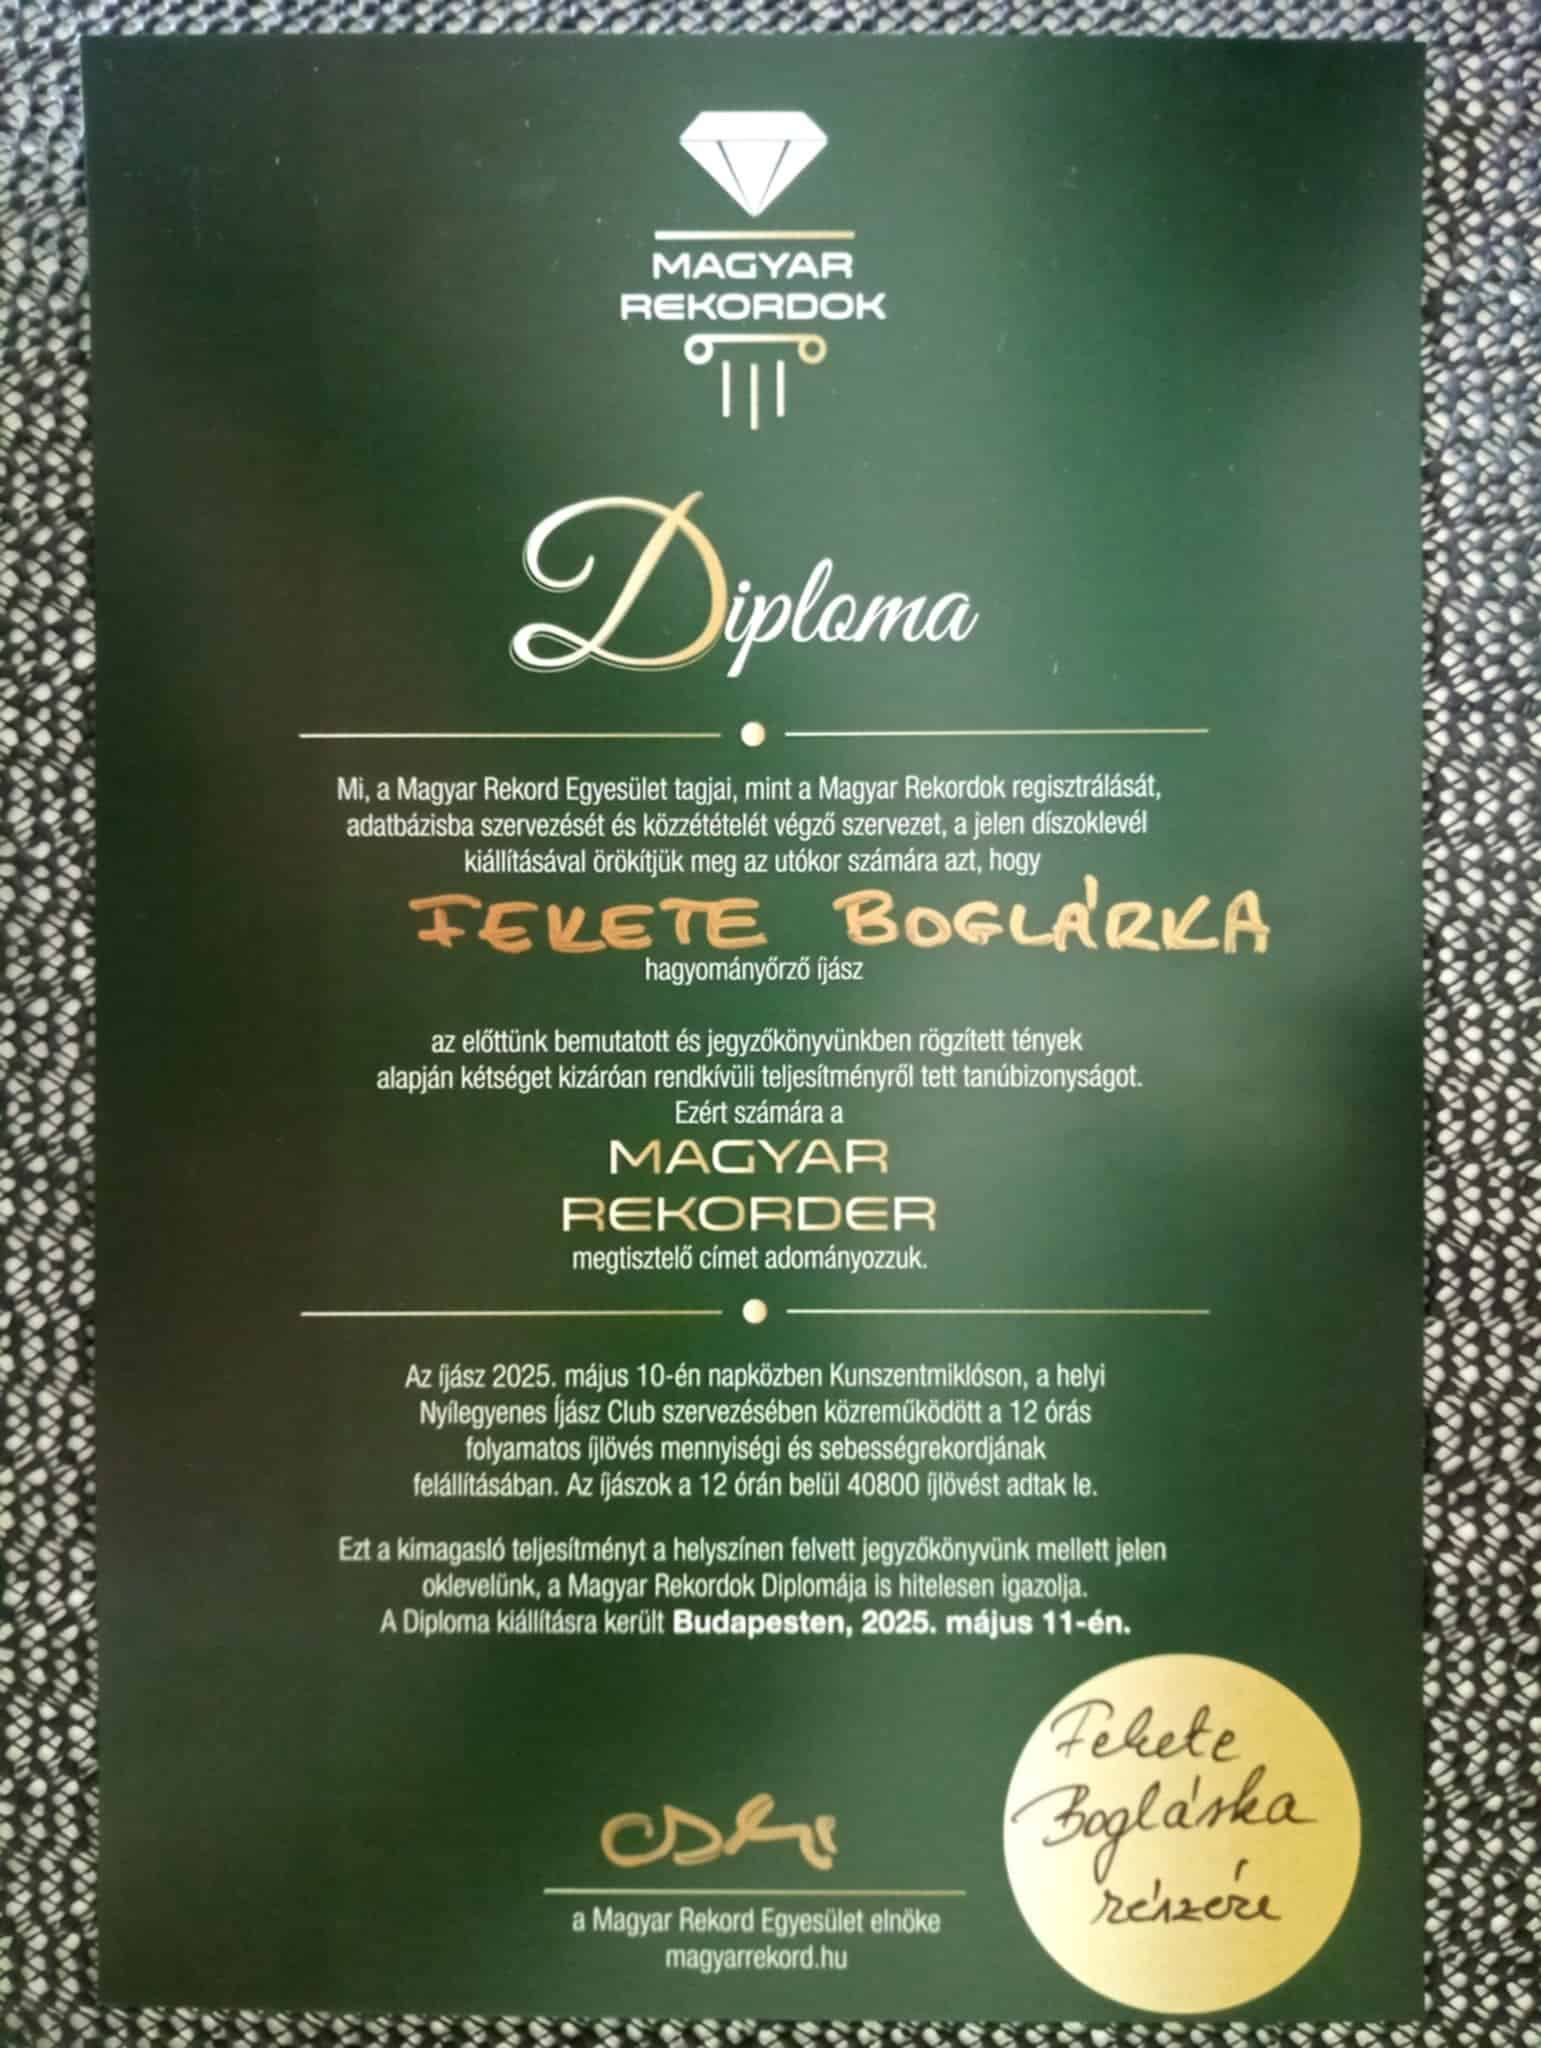 MAGYAR
REKORDOK
Diploma
Mi, a Magyar Rekord Egyesület tagjai, mint a Magyar Rekordok regisztrálását,
adatbázisba szervezését és közzétételét végző szervezet, a jelen díszoklevél
kiállításával örökítjük meg az utókor számára azt, hogy
FEKETE BOGLÁRKA
hagyományőrző íjász
az előttünk bemutatott és jegyzőkönyvünkben rögzített tények
alapján kétséget kizáróan rendkívüli teljesítményről tett tanúbizonyságot.
Ezért számára a
MAGYAR
REKORDER
megtisztelő címet adományozzuk.
Az íjász 2025. május 10-én napközben Kunszentmiklóson, a helyi
Nyílegyenes Íjász Club szervezésében közreműködött a 12 órás
folyamatos íjlövés mennyiségi és sebességrekordjának
felállításában. Az íjászok a 12 órán belül 40800 íjlövést adtak le.
Ezt a kimagasló teljesítményt a helyszínen felvett jegyzőkönyvünk mellett jelen
oklevelünk, a Magyar Rekordok Diplomája is hitelesen igazolja.
A Diploma kiállításra került Budapesten, 2025. május 11-én.
Fekete
Boglárka
részére
a Magyar Rekord Egyesület elnöke
magyarrekord.hu